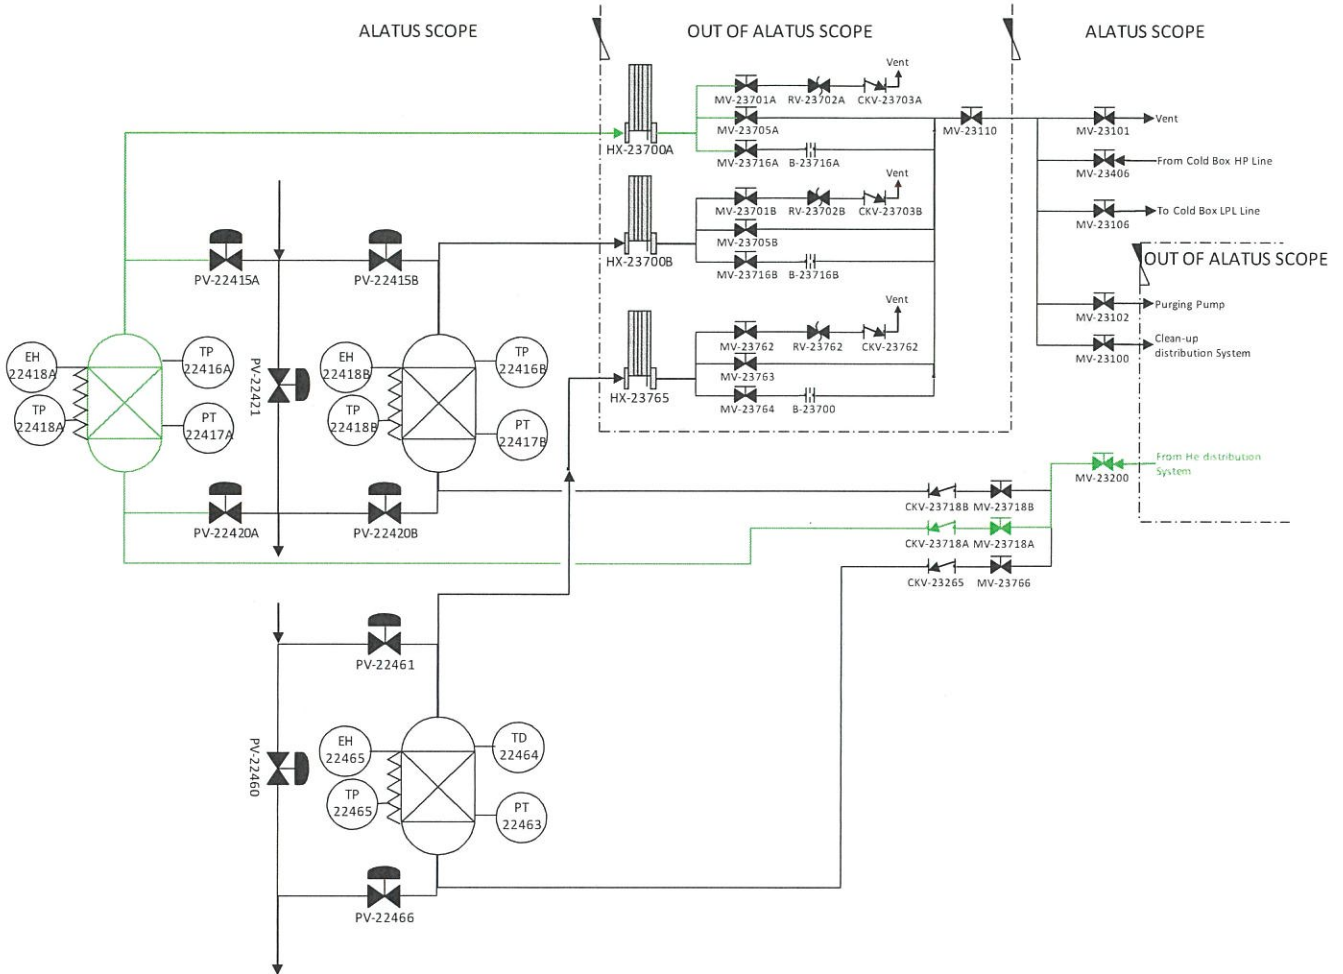 ALATUS SCOPE
OUT OF ALATUS SCOPE
ALATUS SCOPE
Vent
MV-23701A
RV-23702A
CKV-23703A
MV-23705A
MV-23110
MV-23101
Vent
HX-23700A
MV-23716A
B-23716A
MV-23406
From Cold Box HP Line
Vent
MV-23701B
RV-23702B
CKV-23703B
MV-23106
To Cold Box LPL Line
MV-23705B
HX-23700B
MV-23716B
B-23716B
OUT OF ALATUS SCOPE
PV-22415A
PV-22415B
Vent
MV-23102
Purging Pump
MV-23762
RV-23762
CKV-23762
MV-23100
Clean-up
distribution System
MV-23763
HX-23765
MV-23764
B-23700
EH
22418A
TP
22416A
PV-22421
EH
22418B
TP
22416B
TP
22418A
PT
22417A
TP
22418B
PT
22417B
From He distribution
System
MV-23200
PV-22420A
PV-22420B
CKV-23718B
MV-23718B
CKV-23718A
MV-23718A
CKV-23265
MV-23766
PV-22461
EH
22465
TD
22464
PV-22460
TP
22465
PT
22463
PV-22466